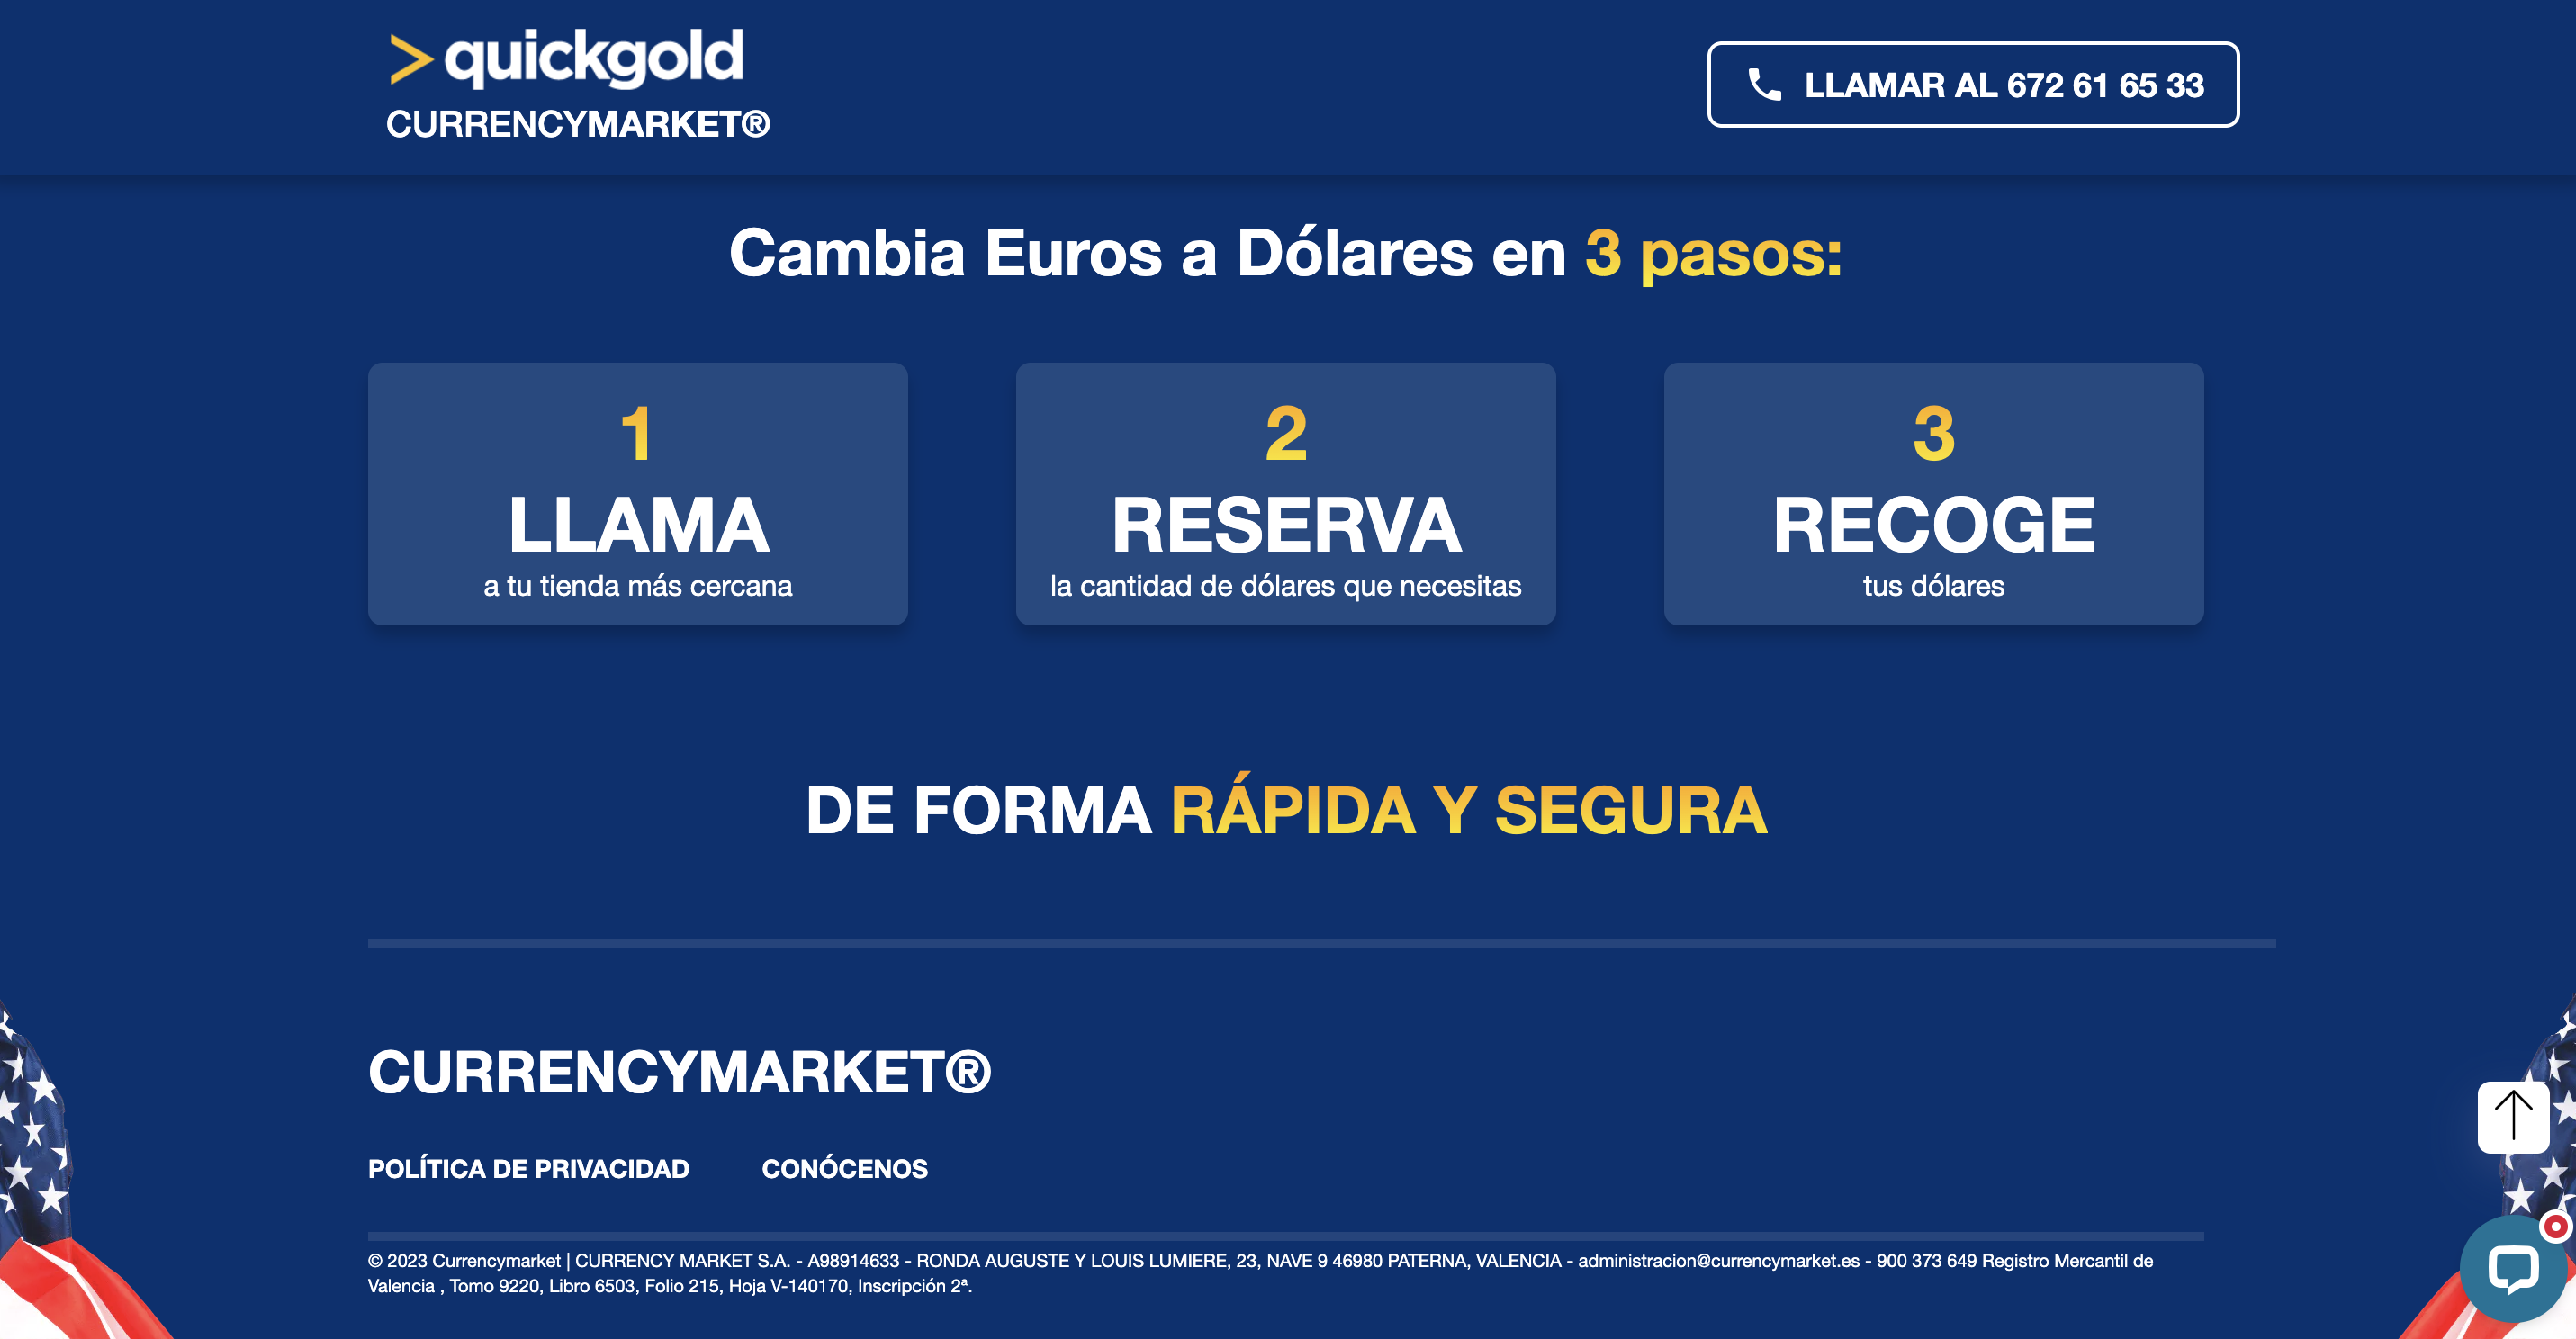 quickgold
CURRENCYMARKET®
LLAMAR AL 672 61 65 33
Cambia Euros a Dólares en 3 pasos:
1
LLAMA
a tu tienda más cercana
2
RESERVA
la cantidad de dólares que necesitas
3
RECOGE
tus dólares
DE FORMA RÁPIDA Y SEGURA
CURRENCYMARKET®
POLÍTICA DE PRIVACIDAD
CONÓCENOS
© 2023 Currencymarket | CURRENCY MARKET S.A. - A98914633 - RONDA AUGUSTE Y LOUIS LUMIERE, 23, NAVE 9 46980 PATERNA, VALENCIA - administracion@currencymarket.es - 900 373 649 Registro Mercantil de
Valencia , Tomo 9220, Libro 6503, Folio 215, Hoja V-140170, Inscripción 2ª.